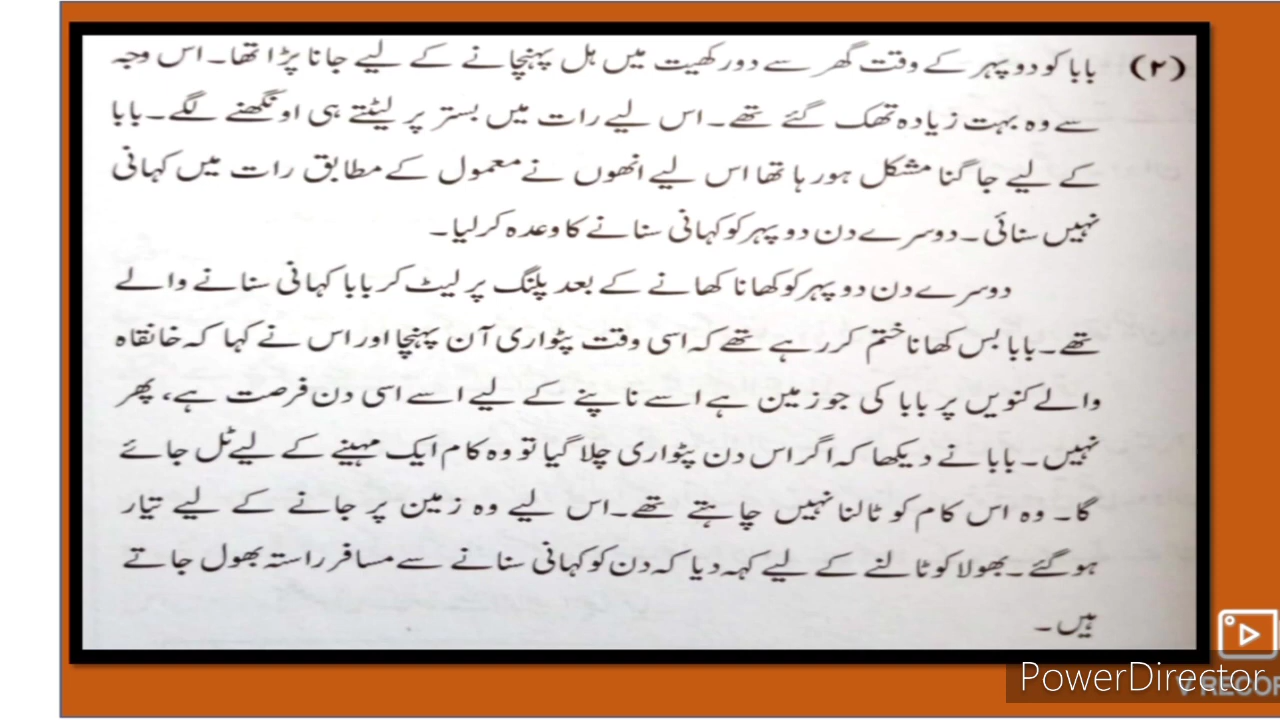 (۲) بابا کو دوپہر کے وقت گھر سے دور کھیت میں ہل پہنچانے کے لیے جانا پڑا تھا۔ اس وجہ
سے وہ بہت زیادہ تھک گئے تھے۔ اس لیے رات میں بستر پر لیٹتے ہی اونگھنے لگے۔ بابا
کے لیے جاگنا مشکل ہورہا تھا اس لیے انھوں نے معمول کے مطابق رات میں کہانی
نہیں سنائی۔ دوسرے دن دوپہر کو کہانی سنانے کا وعدہ کرلیا۔
دوسرے دن دوپہر کو کھانا کھانے کے بعد پلنگ پر لیٹ کر بابا کہانی سنانے والے
تھے۔ بابا بس کھانا ختم کررہے تھے کہ اسی وقت پٹواری آن پہنچا اور اس نے کہا کہ خانقاہ
والے کنویں پر بابا کی جو زمین ہے اسے ناپنے کے لیے اسے اسی دن فرصت ہے، پھر
نہیں۔ بابا نے دیکھا کہ اگر اس دن پٹواری چلا گیا تو وہ کام ایک مہینے کے لیے ٹل جائے
گا۔ وہ اس کام کو ٹالنا نہیں چاہتے تھے۔ اس لیے وہ زمین پر جانے کے لیے تیار
ہوگئے۔ بھولا کو ٹالنے کے لیے کہہ دیا کہ دن کو کہانی سنانے سے مسافر راستہ بھول جاتے
ہیں۔
PowerDirector
V RECOR